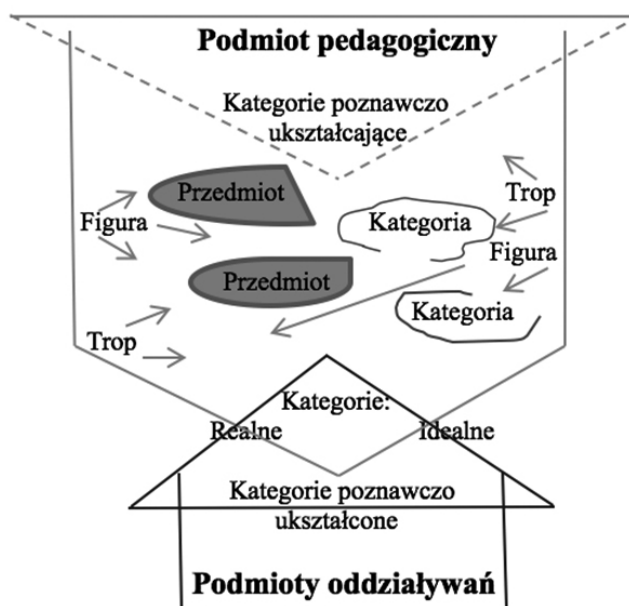 Podmiot pedagogiczny
Kategorie poznawczo
ukształcające
Przedmiot
Trop
Figura
Kategoria
Figura
Przedmiot
Kategoria
Trop
Kategorie:
Realne
Idealne
Kategorie poznawczo
ukształcone
Podmioty oddziaływań